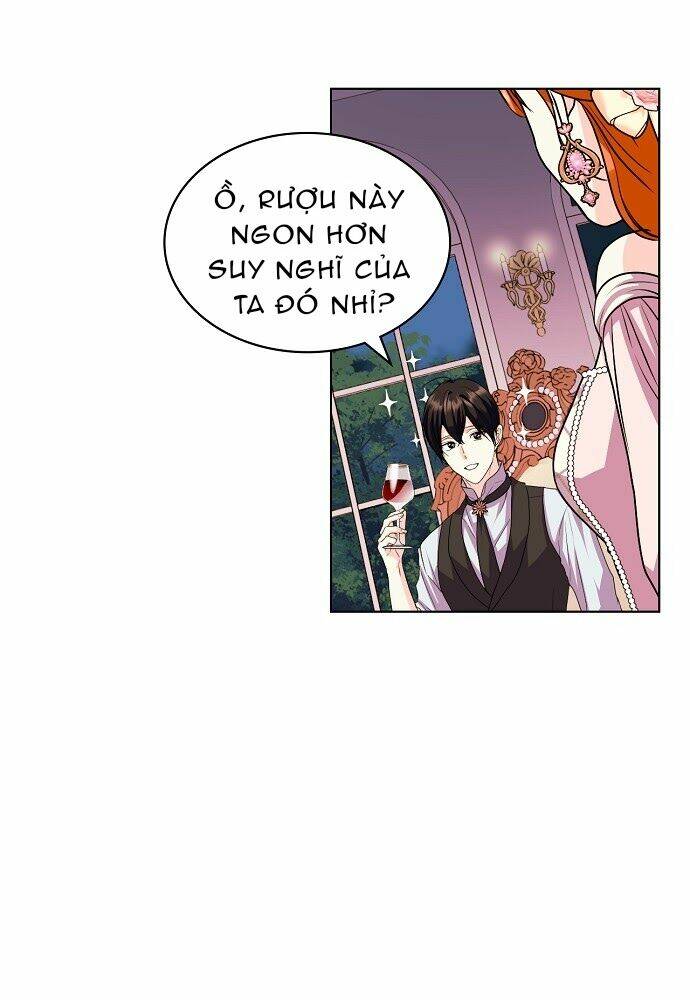 Ồ, RƯỢU NÀY
NGON HƠN
SUY NGHĨ CỦA
TA ĐÓ NHỈ?